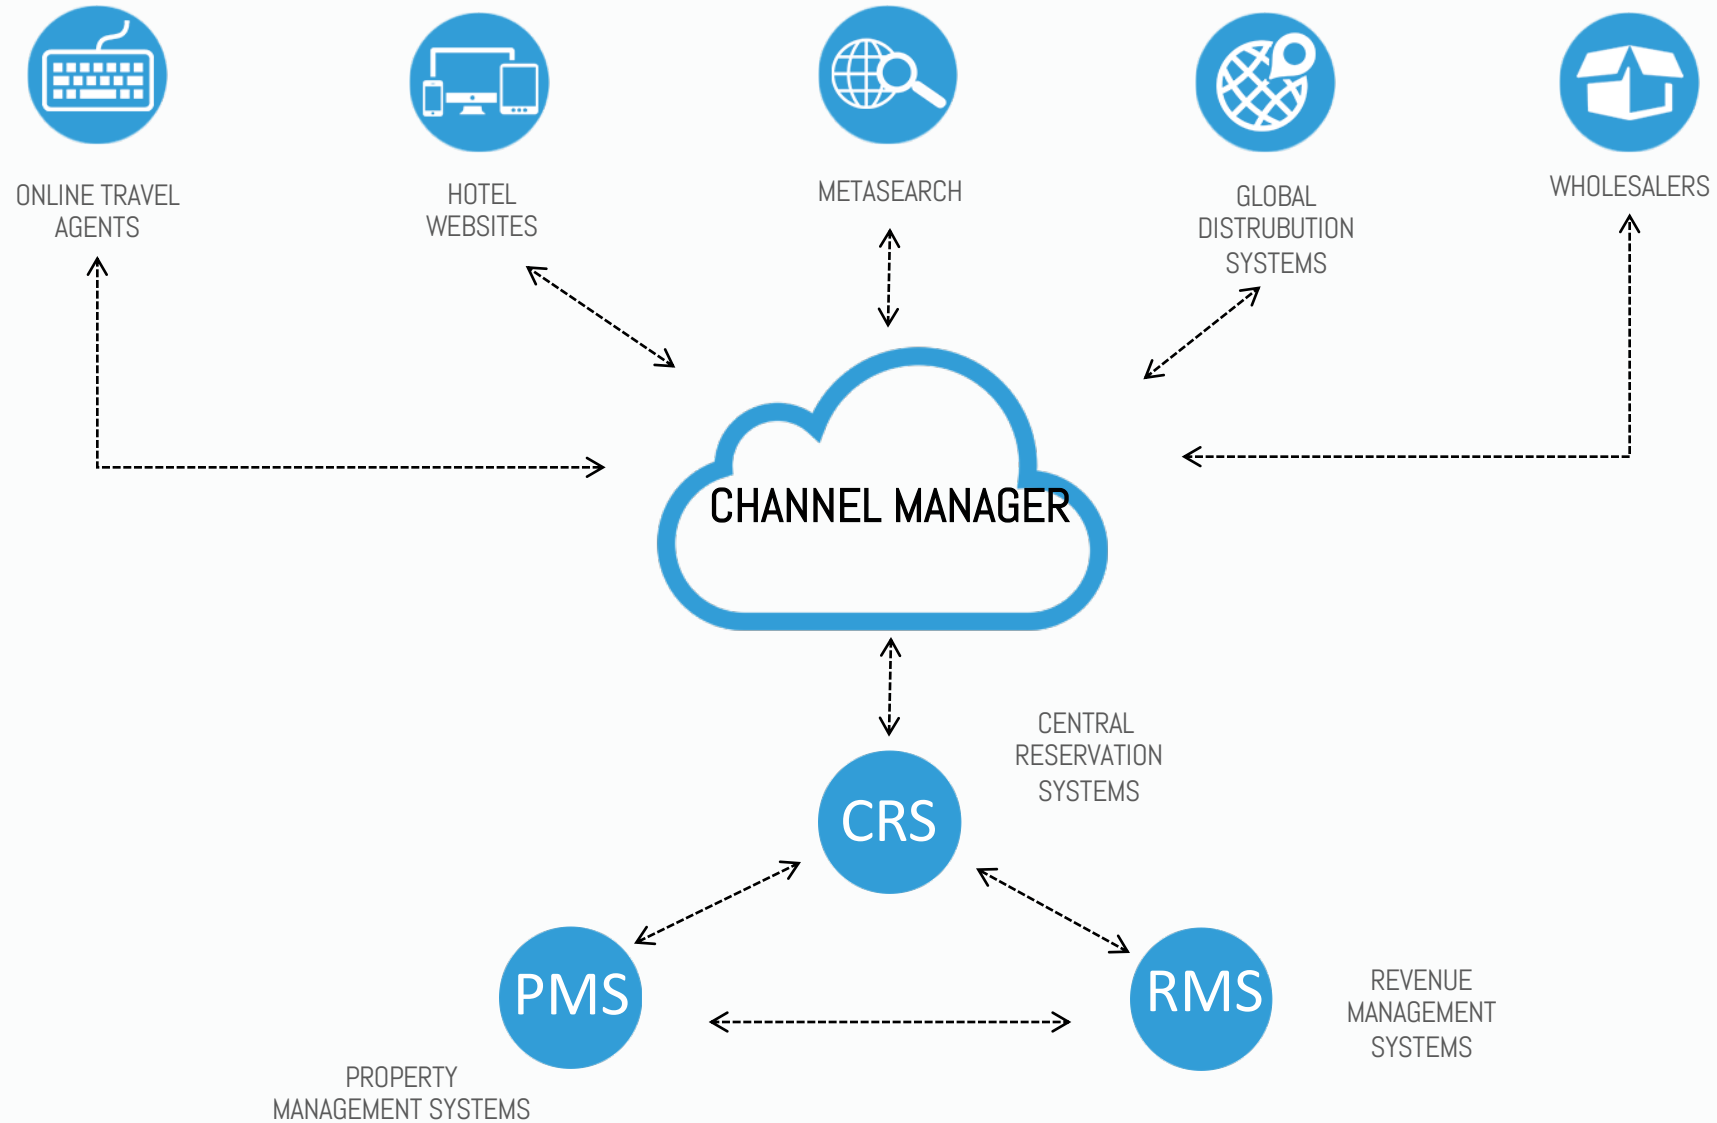 ONLINE TRAVEL
AGENTS
HOTEL
WEBSITES
METASEARCH
GLOBAL
DISTRUBUTION
SYSTEMS
WHOLESALERS
CHANNEL MANAGER
CENTRAL
RESERVATION
SYSTEMS
CRS
PMS
RMS
REVENUE
MANAGEMENT
SYSTEMS
PROPERTY
MANAGEMENT SYSTEMS